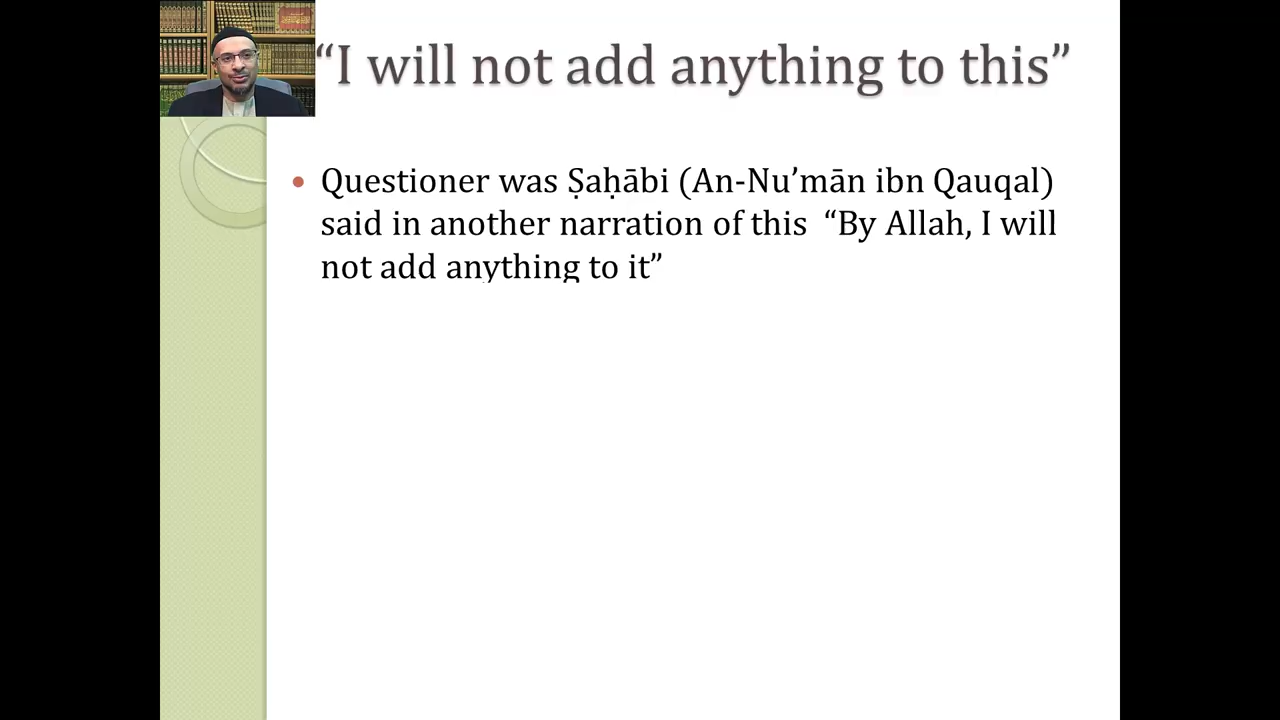 “I will not add anything to this”
• Questioner was Ṣaḥābi (An-Nu’mān ibn Qauqal)
said in another narration of this “By Allah, I will
not add anything to it”